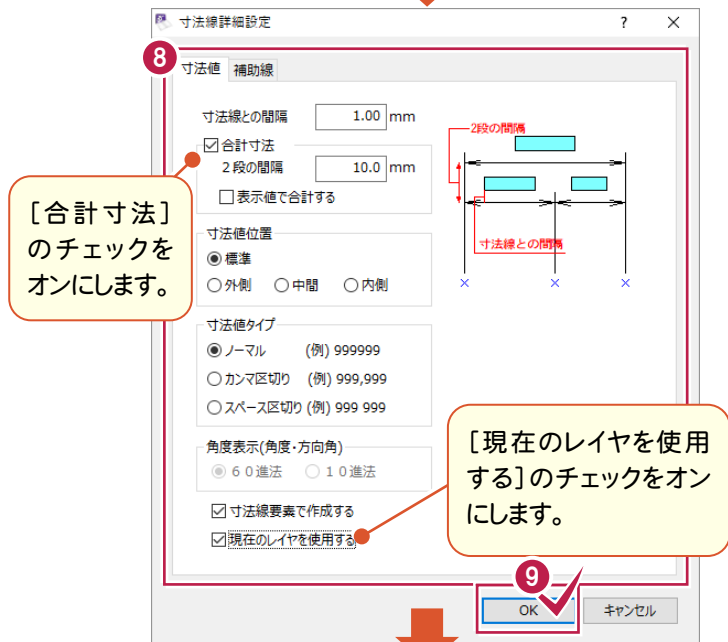 寸法線詳細設定
?
×
8
寸法値 補助線
寸法線との間隔 1.00 mm
合計寸法
2段の間隔 10.0 mm
表示値で合計する
2段の間隔
寸法線との間隔
[合計寸法]
のチェックを
オンにします。
寸法値位置
標準
外側 中間 内側
寸法値タイプ
ノーマル (例) 999999
カンマ区切り (例) 999,999
スペース区切り (例) 999 999
角度表示(角度・方向角)
60進法 10進法
寸法線要素で作成する
現在のレイヤを使用する
[現在のレイヤを使用
する]のチェックをオン
にします。
9
OK キャンセル